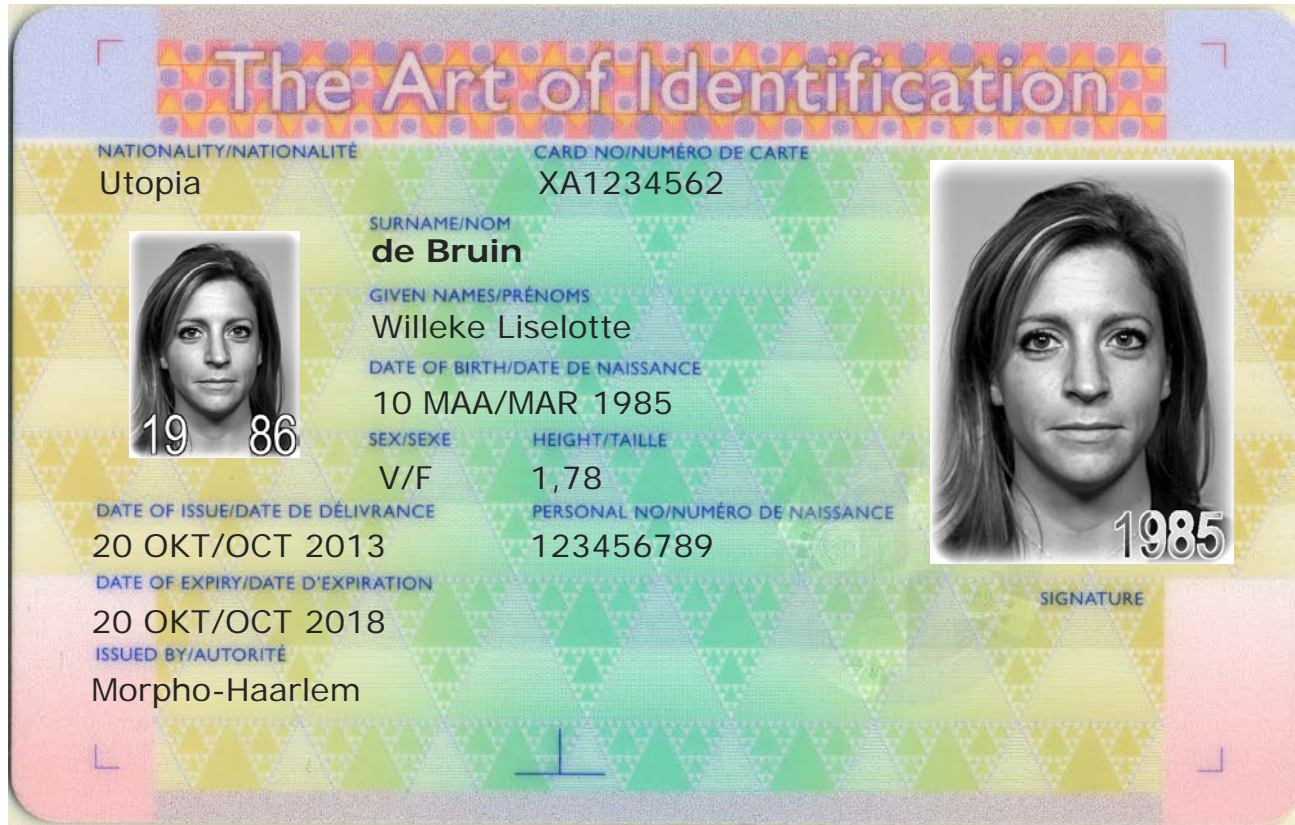 The Art of Identification
NATIONALITY/NATIONALITÉ CARD NO/NUMÉRO DE CARTE
Utopia XA1234562
SURNAME/NOM
de Bruin
GIVEN NAMES/PRÉNOMS
Willeke Liselotte
DATE OF BIRTH/DATE DE NAISSANCE
10 MAA/MAR 1985
19 86
SEX/SEXE HEIGHT/TAILLE
V/F 1,78
DATE OF ISSUE/DATE DE DÉLIVRANCE PERSONAL NO/NUMÉRO DE NAISSANCE
20 OKT/OCT 2013 123456789
1985
DATE OF EXPIRY/DATE D'EXPIRATION
SIGNATURE
20 OKT/OCT 2018
ISSUED BY/AUTORITÉ
Morpho-Haarlem